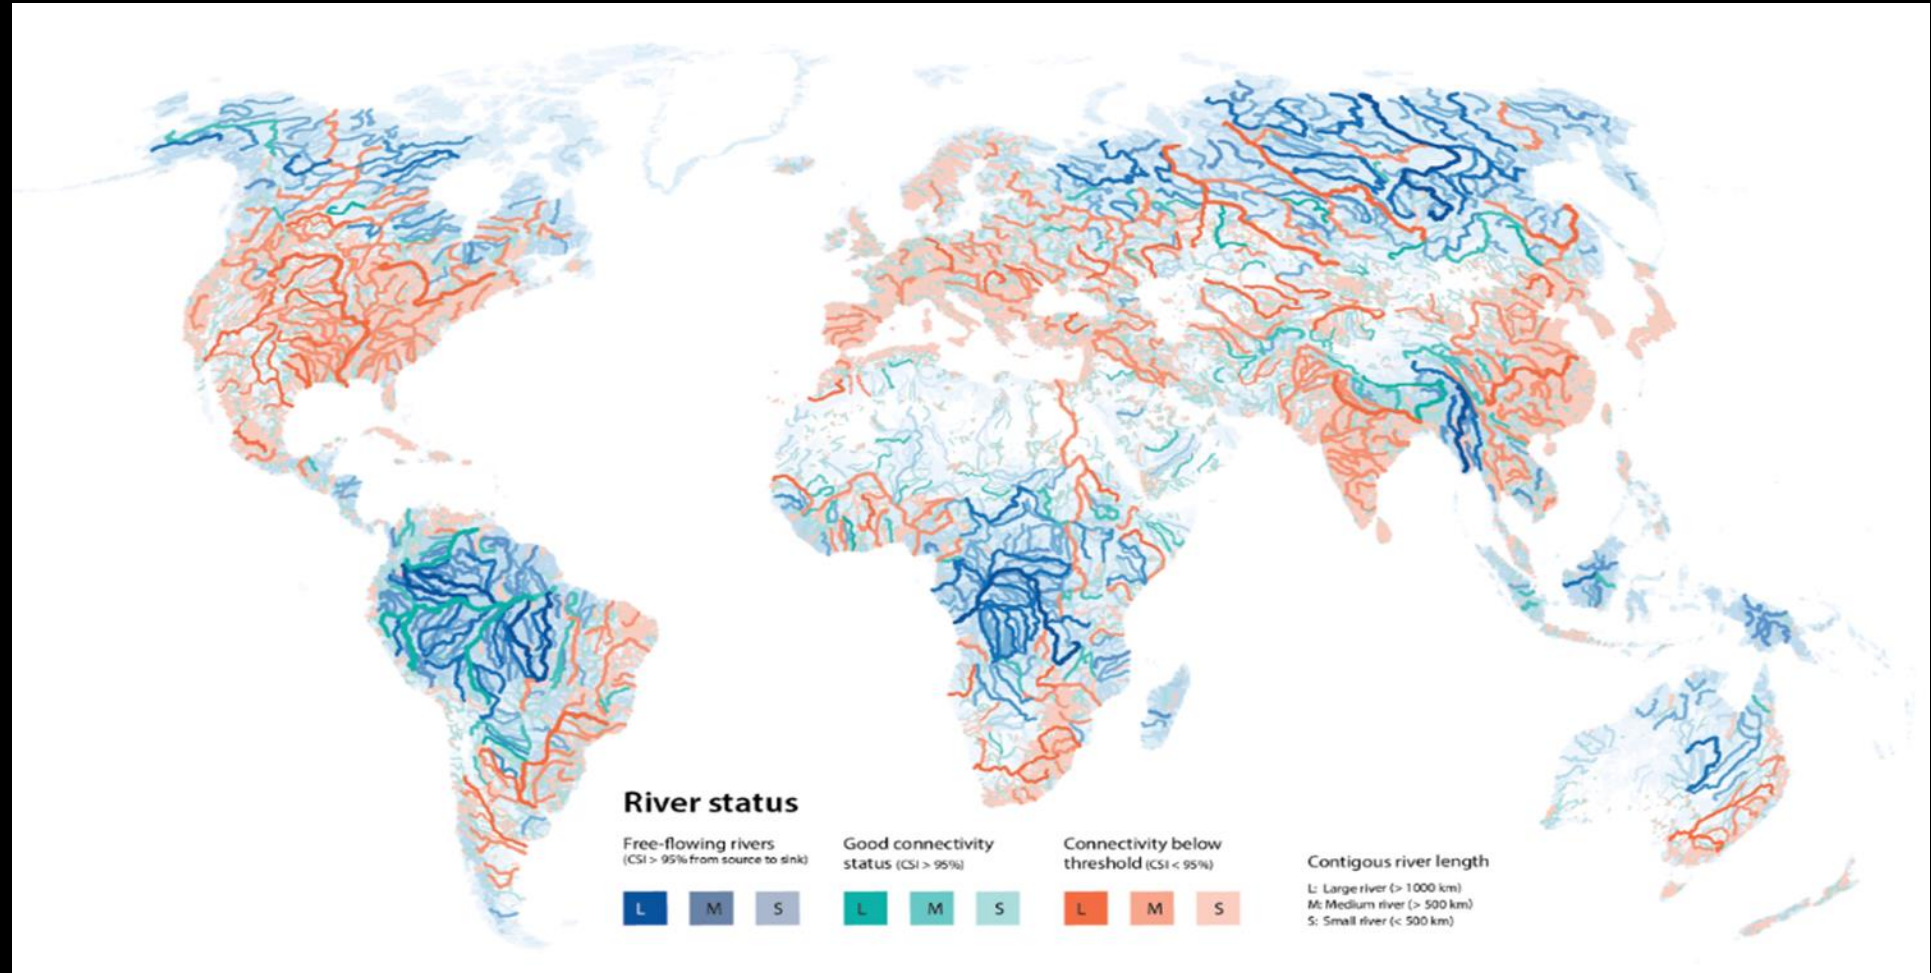 River status
Free-flowing rivers
(CSI > 95% from source to sink)
L M S
Good connectivity
status (CSI > 95%)
L M S
Connectivity below
threshold (CSI < 95%)
L M S
Contigous river length
L: Large river (> 1000 km)
M: Medium river (> 500 km)
S: Small river (< 500 km)